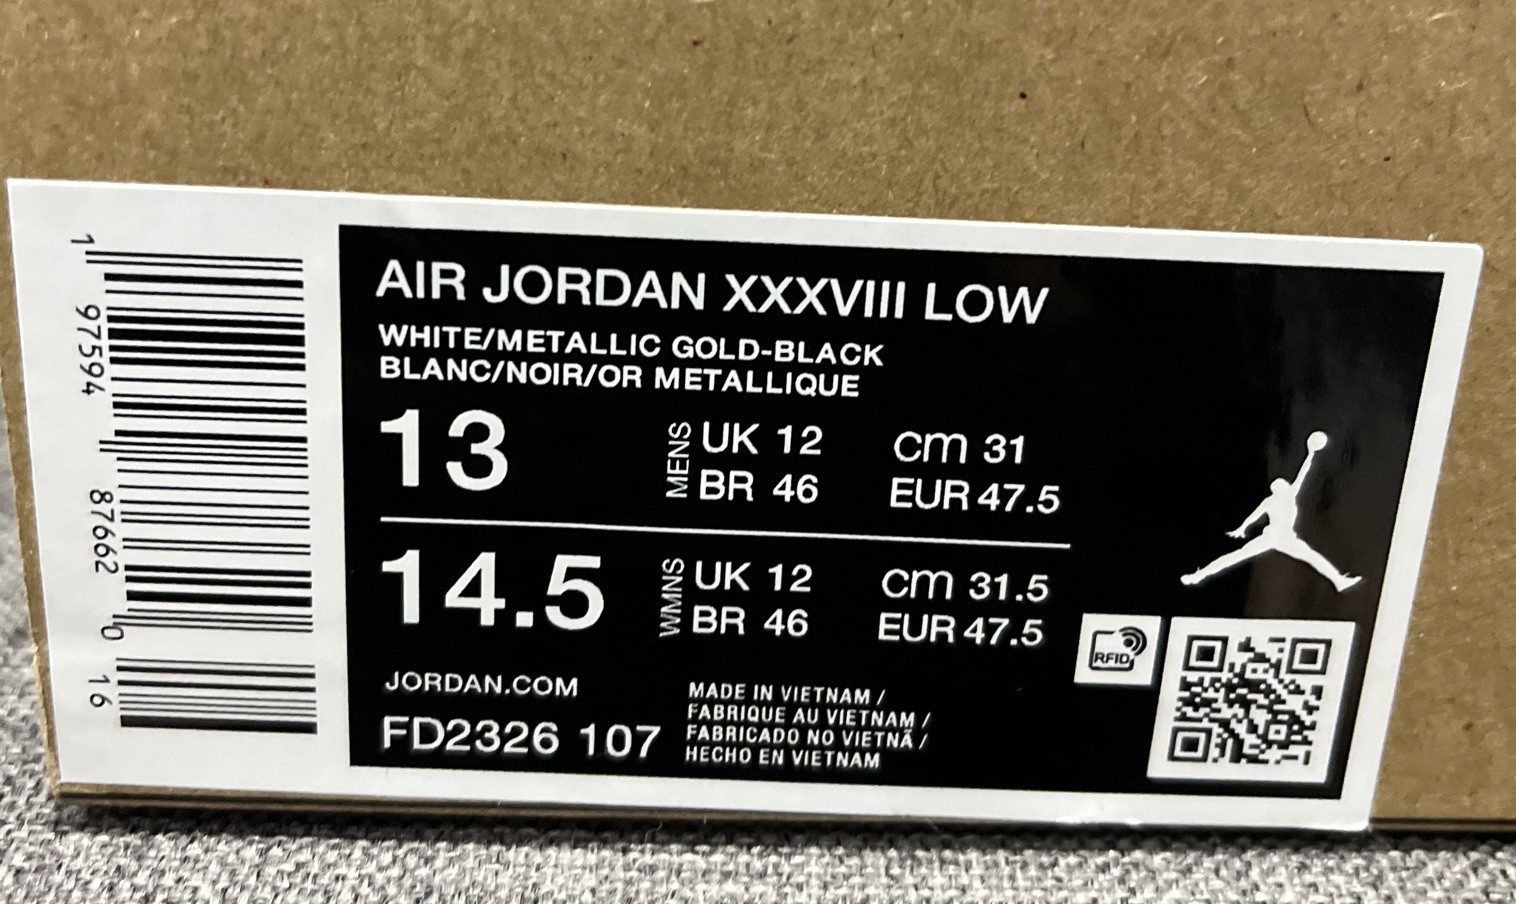 1 97594 87662 0 16
AIR JORDAN XXXVIII LOW
WHITE/METALLIC GOLD-BLACK
BLANC/NOIR/OR METALLIQUE
13 MENS UK 12 CM 31
BR 46 EUR 47.5
14.5 WMNS UK 12 CM 31.5
BR 46 EUR 47.5
JORDAN.COM
FD2326 107
MADE IN VIETNAM /
FABRIQUE AU VIETNAM /
FABRICADO NO VIETNÃ /
HECHO EN VIETNAM
RFID